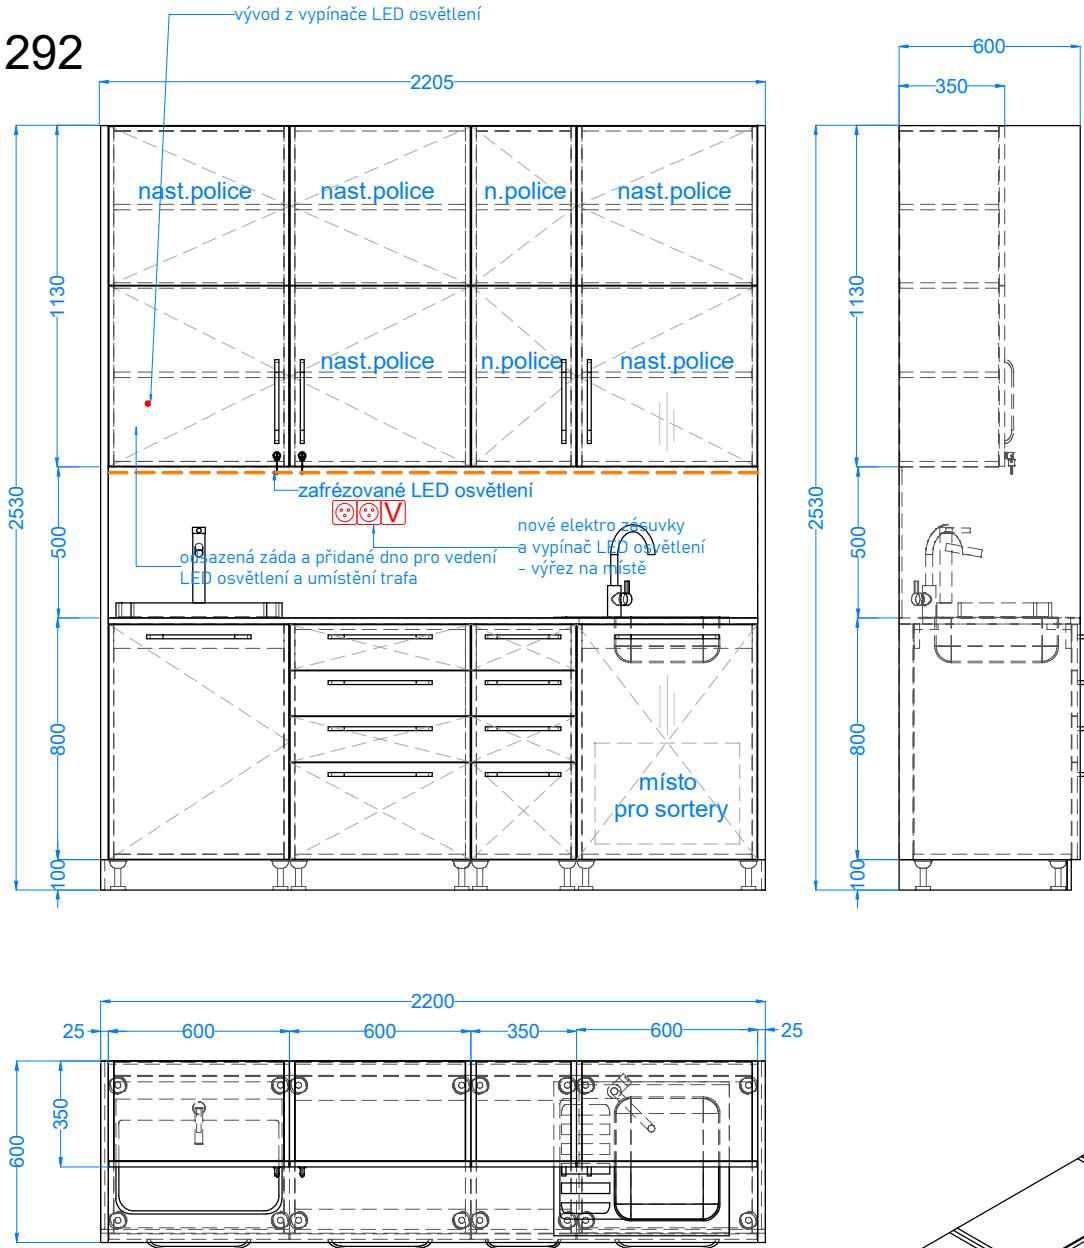 vývod z vypínače LED osvětlení
292
2205
600
350
nast.police
nast.police
n.police
nast.police
1130
1130
nast.police
n.police
nast.police
2530
2530
zafrézované LED osvětlení
V
500
500
nové elektro zásuvky
a vypínač LED osvětlení
- výřez na místě
odsazená záda a přidané dno pro vedení
LED osvětlení a umístění trafa
800
800
místo
pro sortery
100
100
2200
25
600
600
350
600
25
350
600